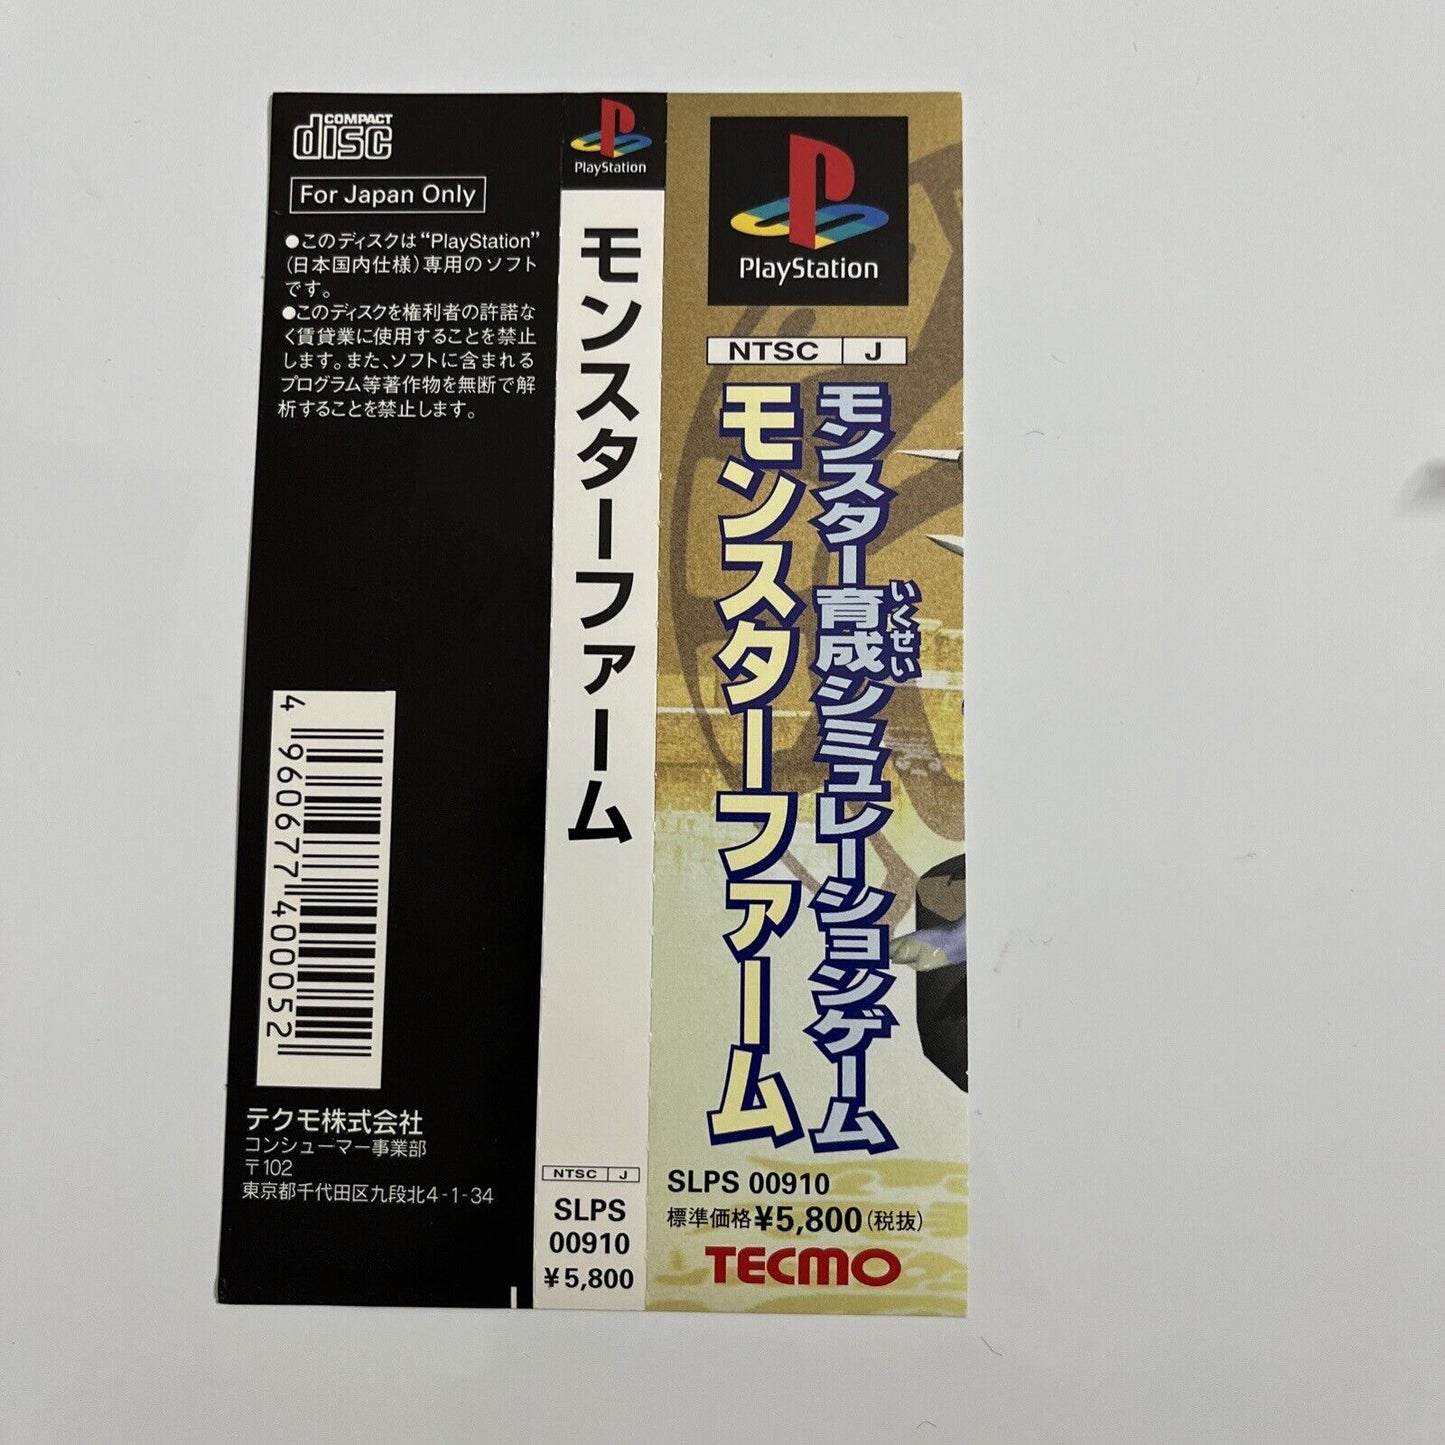 COMPACT
disc
For Japan Only
●このディスクは“PlayStation”
(日本国内仕様)専用のソフト
です。
●このディスクを権利者の許諾な
く賃貸業に使用することを禁止
します。また、ソフトに含まれる
プログラム等著作物を無断で解
析することを禁止します。
4 960677 400052
テクモ株式会社
コンシューマー事業部
〒102
東京都千代田区九段北4-1-34
PlayStation
モンスターファーム
NTSC J
SLPS
00910
¥5,800
PlayStation
NTSC J
モンスター育成シミュレーションゲーム
いくせい
モンスターファーム
SLPS 00910
標準価格¥5,800(税抜)
TECMO